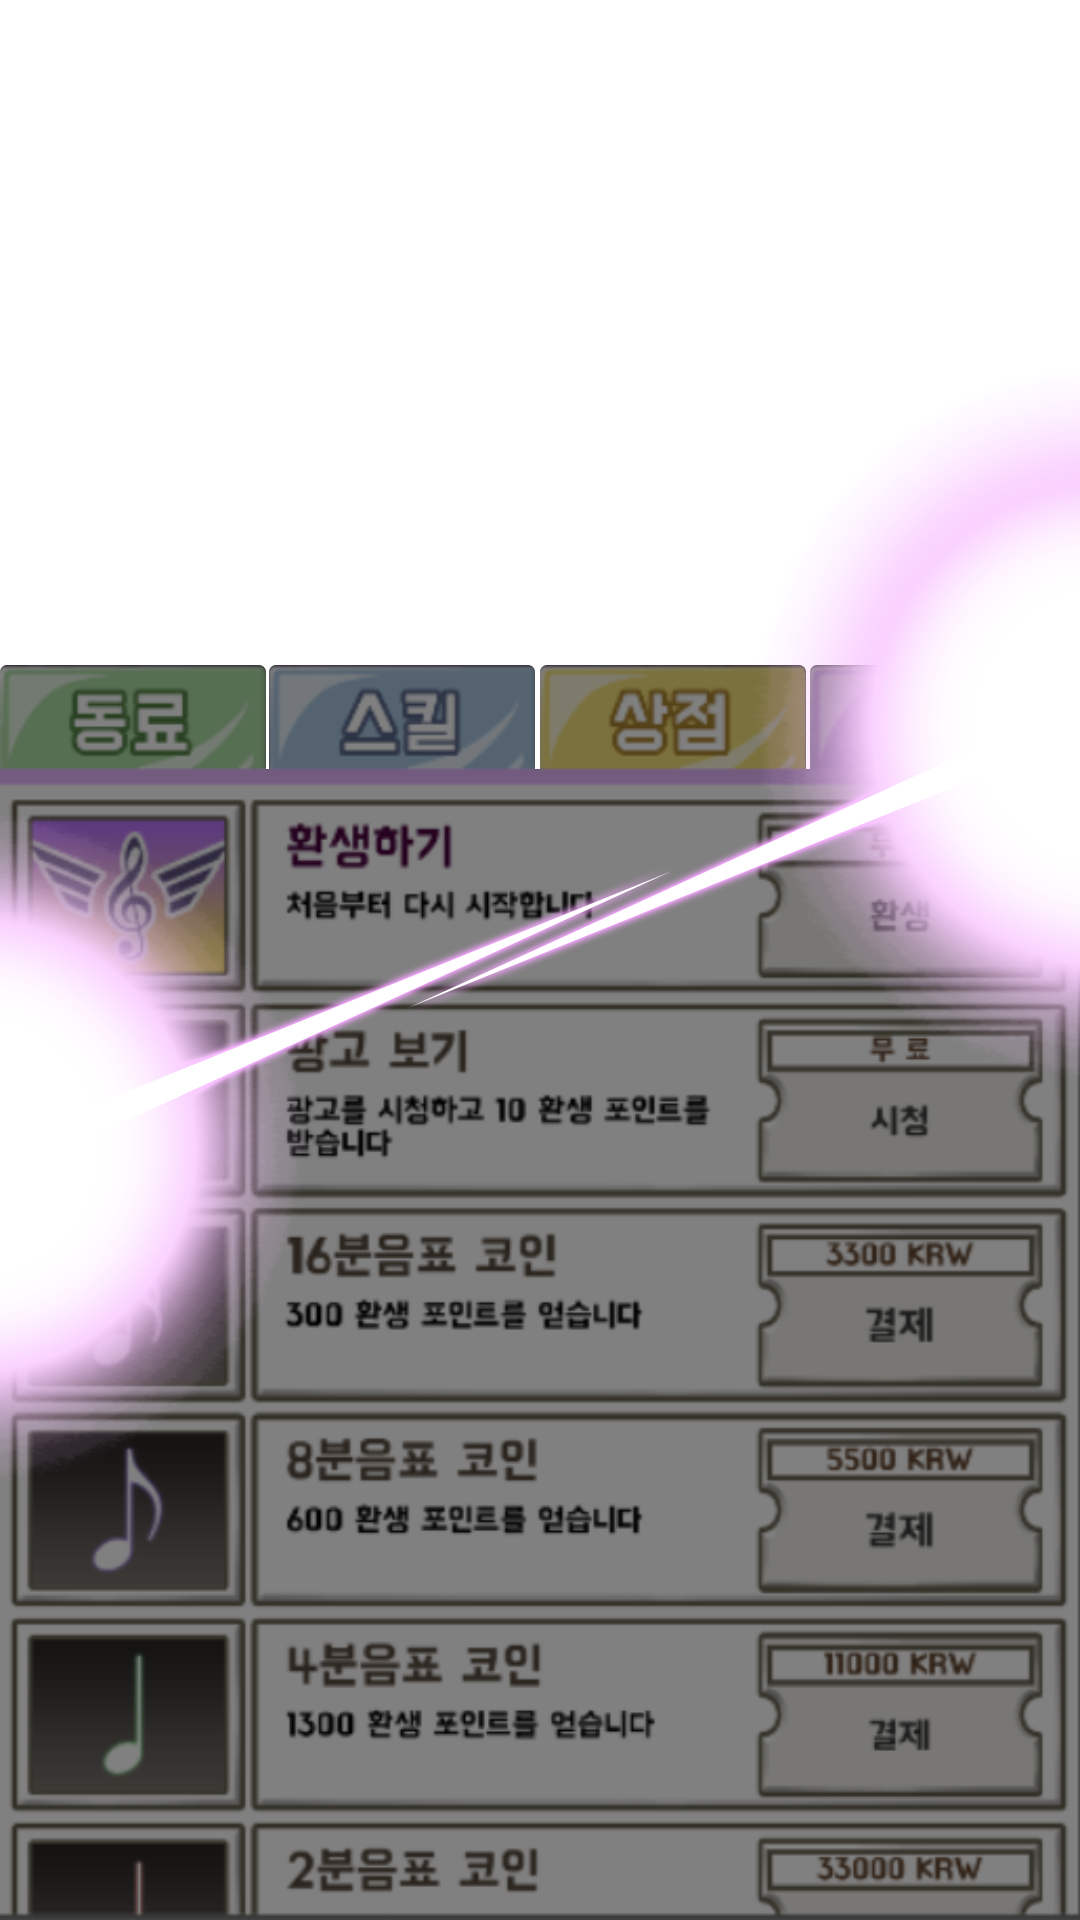 동료
스킬
상점
환생하기
처음부터 다시 시작합니다
환생
광고 보기
광고를 시청하고 10 환생 포인트를
받습니다
무료
시청
16분음표 코인
300 환생 포인트를 얻습니다
3300 KRW
결제
8분음표 코인
600 환생 포인트를 얻습니다
5500 KRW
결제
4분음표 코인
1300 환생 포인트를 얻습니다
11000 KRW
결제
2분음표 코인
33000 KRW